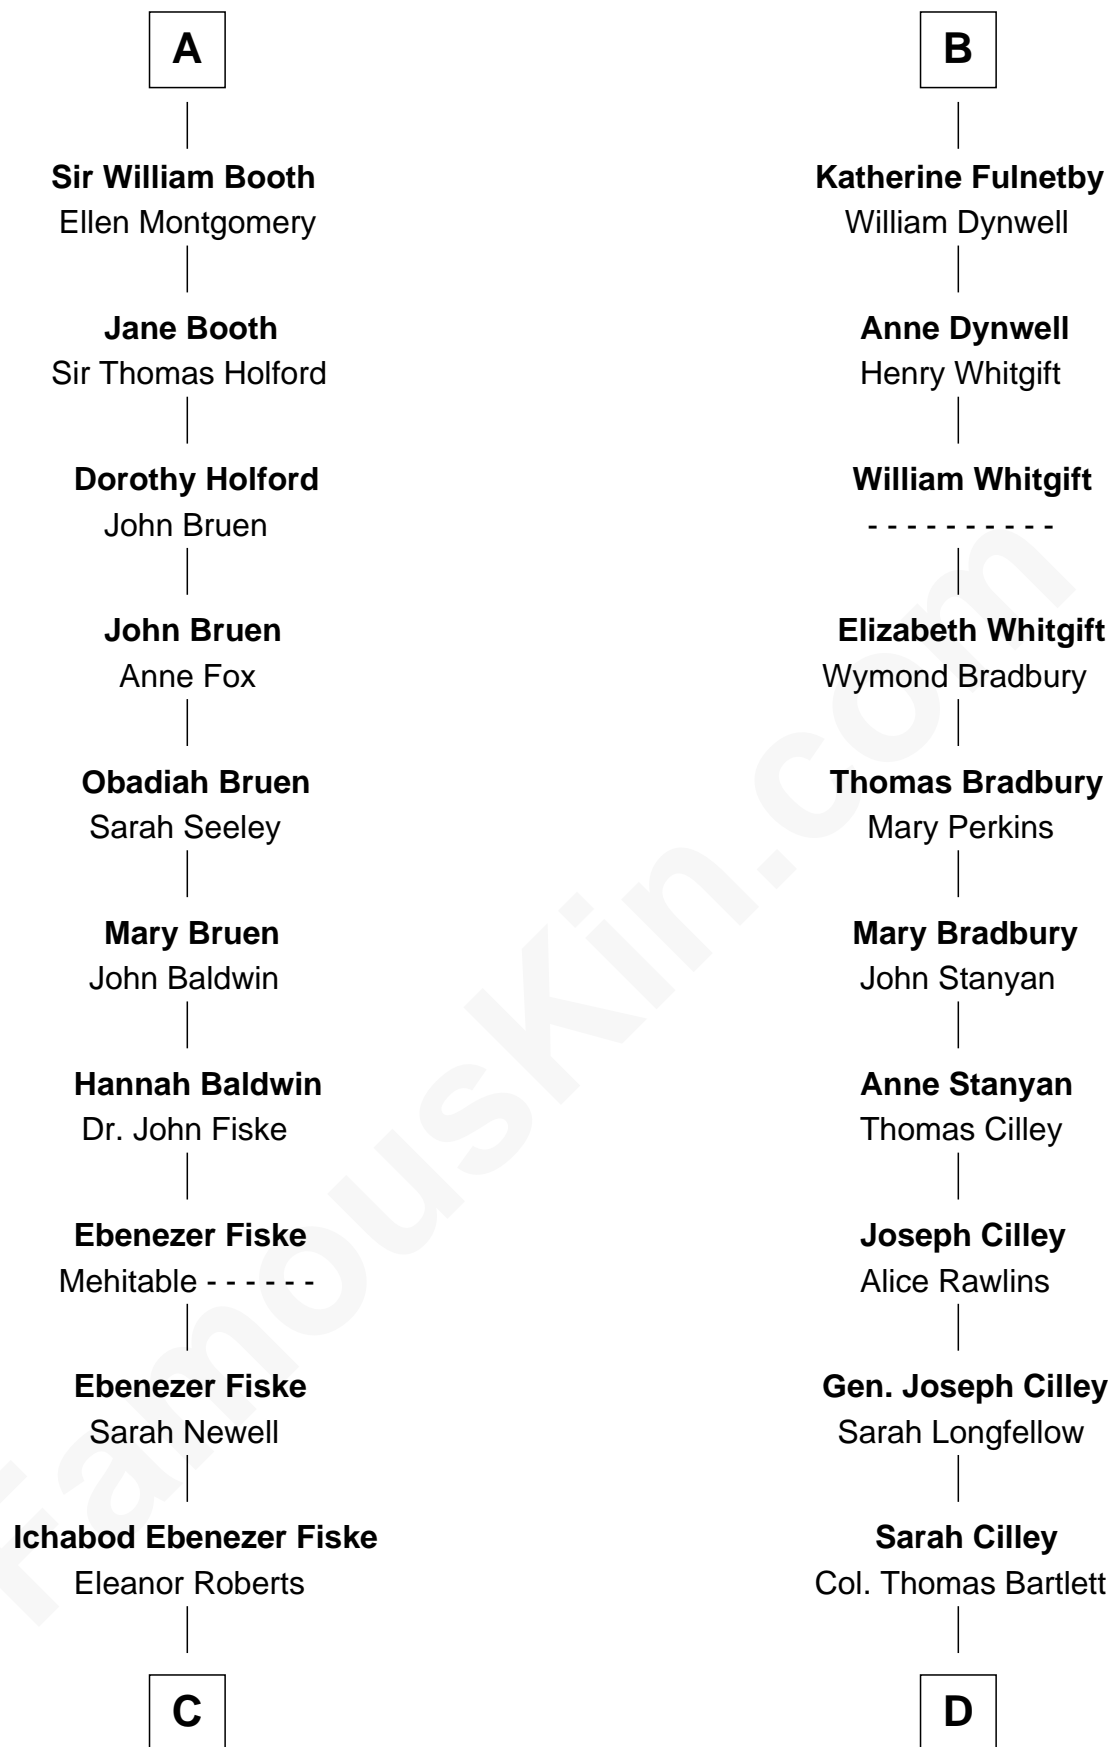 A
Sir William Booth
Ellen Montgomery
Jane Booth
Sir Thomas Holford
Dorothy Holford
John Bruen
John Bruen
Anne Fox
Obadiah Bruen
Sarah Seeley
Mary Bruen
John Baldwin
Hannah Baldwin
Dr. John Fiske
Ebenezer Fiske
Mehitable - - - - - -
Ebenezer Fiske
Sarah Newell
Ichabod Ebenezer Fiske
Eleanor Roberts
C
B
Katherine Fulnetby
William Dynwell
Anne Dynwell
Henry Whitgift
William Whitgift
- - - - - - - - - -
Elizabeth Whitgift
Wymond Bradbury
Thomas Bradbury
Mary Perkins
Mary Bradbury
John Stanyan
Anne Stanyan
Thomas Cilley
Joseph Cilley
Alice Rawlins
Gen. Joseph Cilley
Sarah Longfellow
Sarah Cilley
Col. Thomas Bartlett
D
FamousKin.com